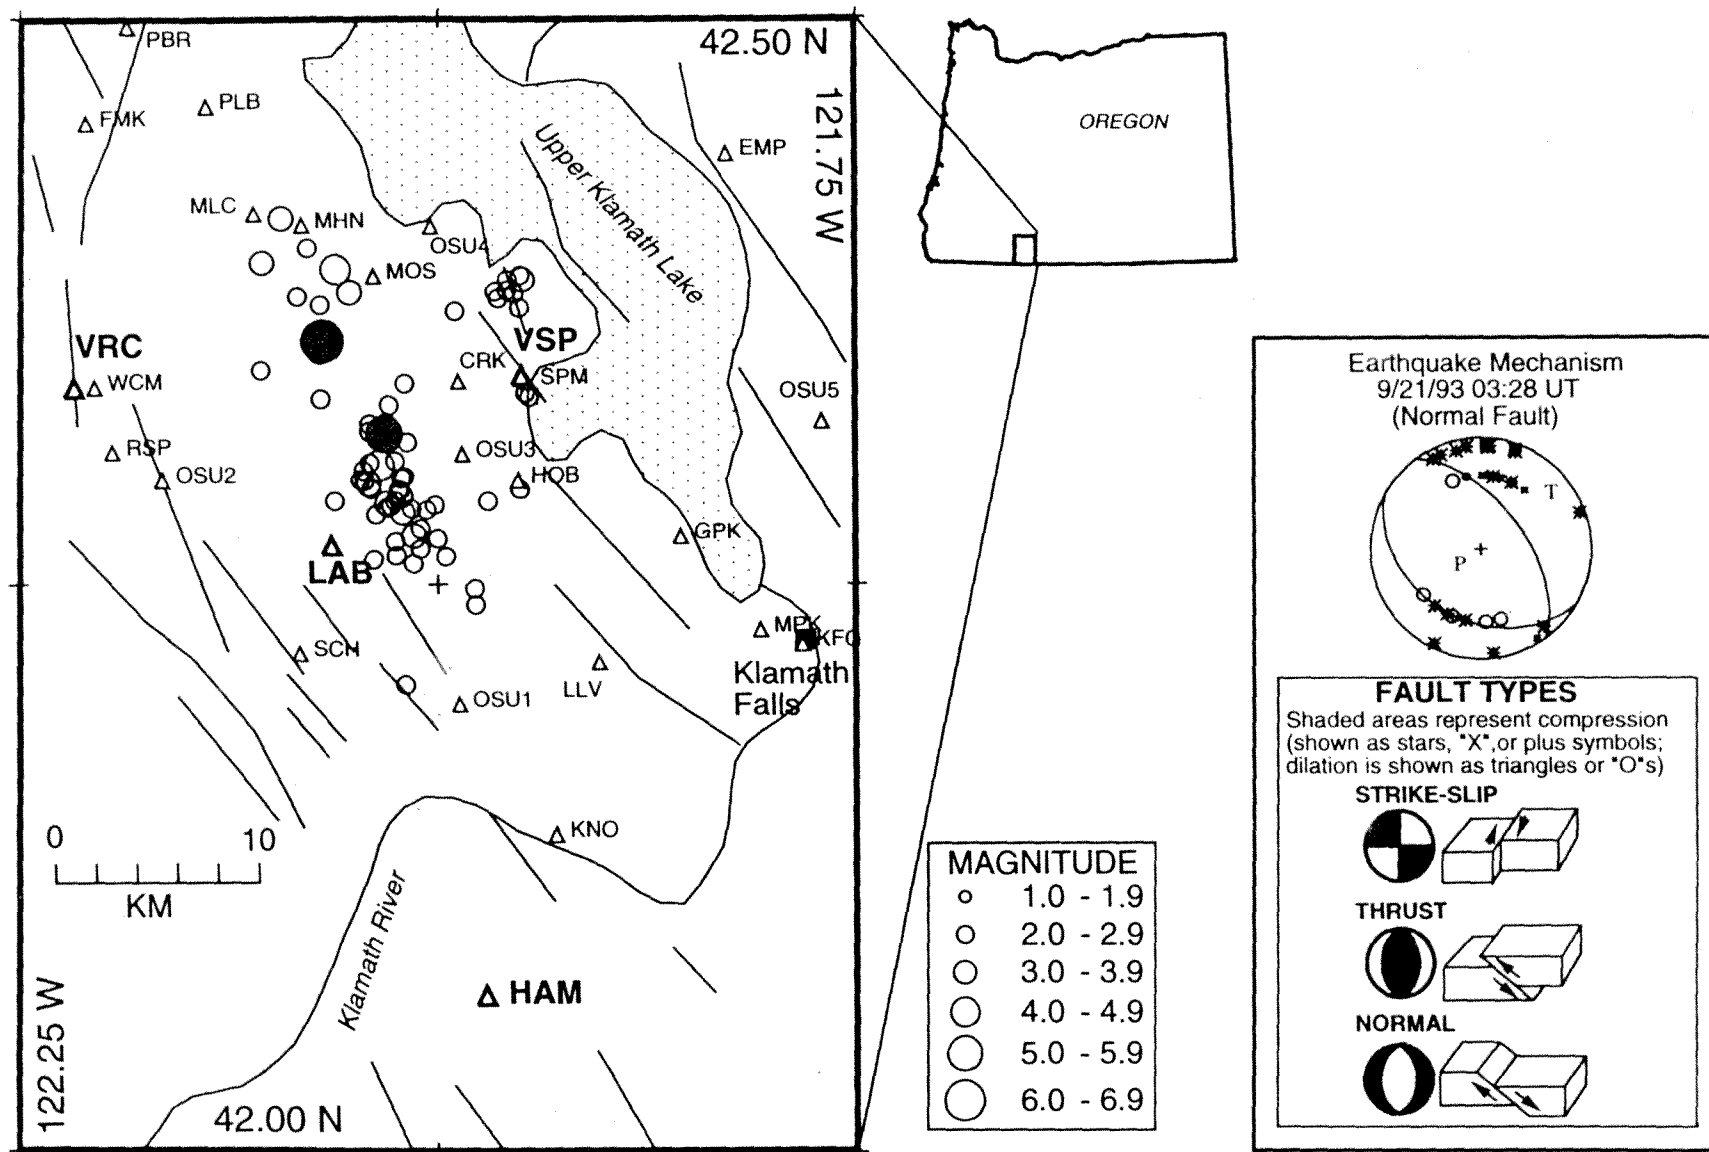 PBR
42.50 N
PLB
FMK
121.75 W
EMP
Upper Klamath Lake
MLC
MHN
OSU4
MOS
VRC
VSP
WCM
CRK
SPM
OSU5
RSP
OSU2
OSU3
HOB
GPK
LAB
MPK
KFO
SCH
Klamath
Falls
LLV
OSU1
0 10
KM
KNO
Klamath River
HAM
122.25 W
42.00 N
OREGON
MAGNITUDE
1.0 - 1.9
2.0 - 2.9
3.0 - 3.9
4.0 - 4.9
5.0 - 5.9
6.0 - 6.9
Earthquake Mechanism
9/21/93 03:28 UT
(Normal Fault)
T
P
FAULT TYPES
Shaded areas represent compression
(shown as stars, "X",or plus symbols;
dilation is shown as triangles or "O"s)
STRIKE-SLIP
THRUST
NORMAL